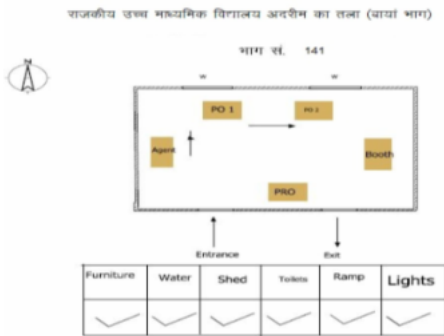 राजकीय उच्च माध्यमिक विद्यालय अदरीम का तला (बायां भाग)
भाग सं. 141
N
W W
PO 1 PO 2
Agent Booth
PRO
Entrance Exit
Furniture Water Shed Toilets Ramp Lights